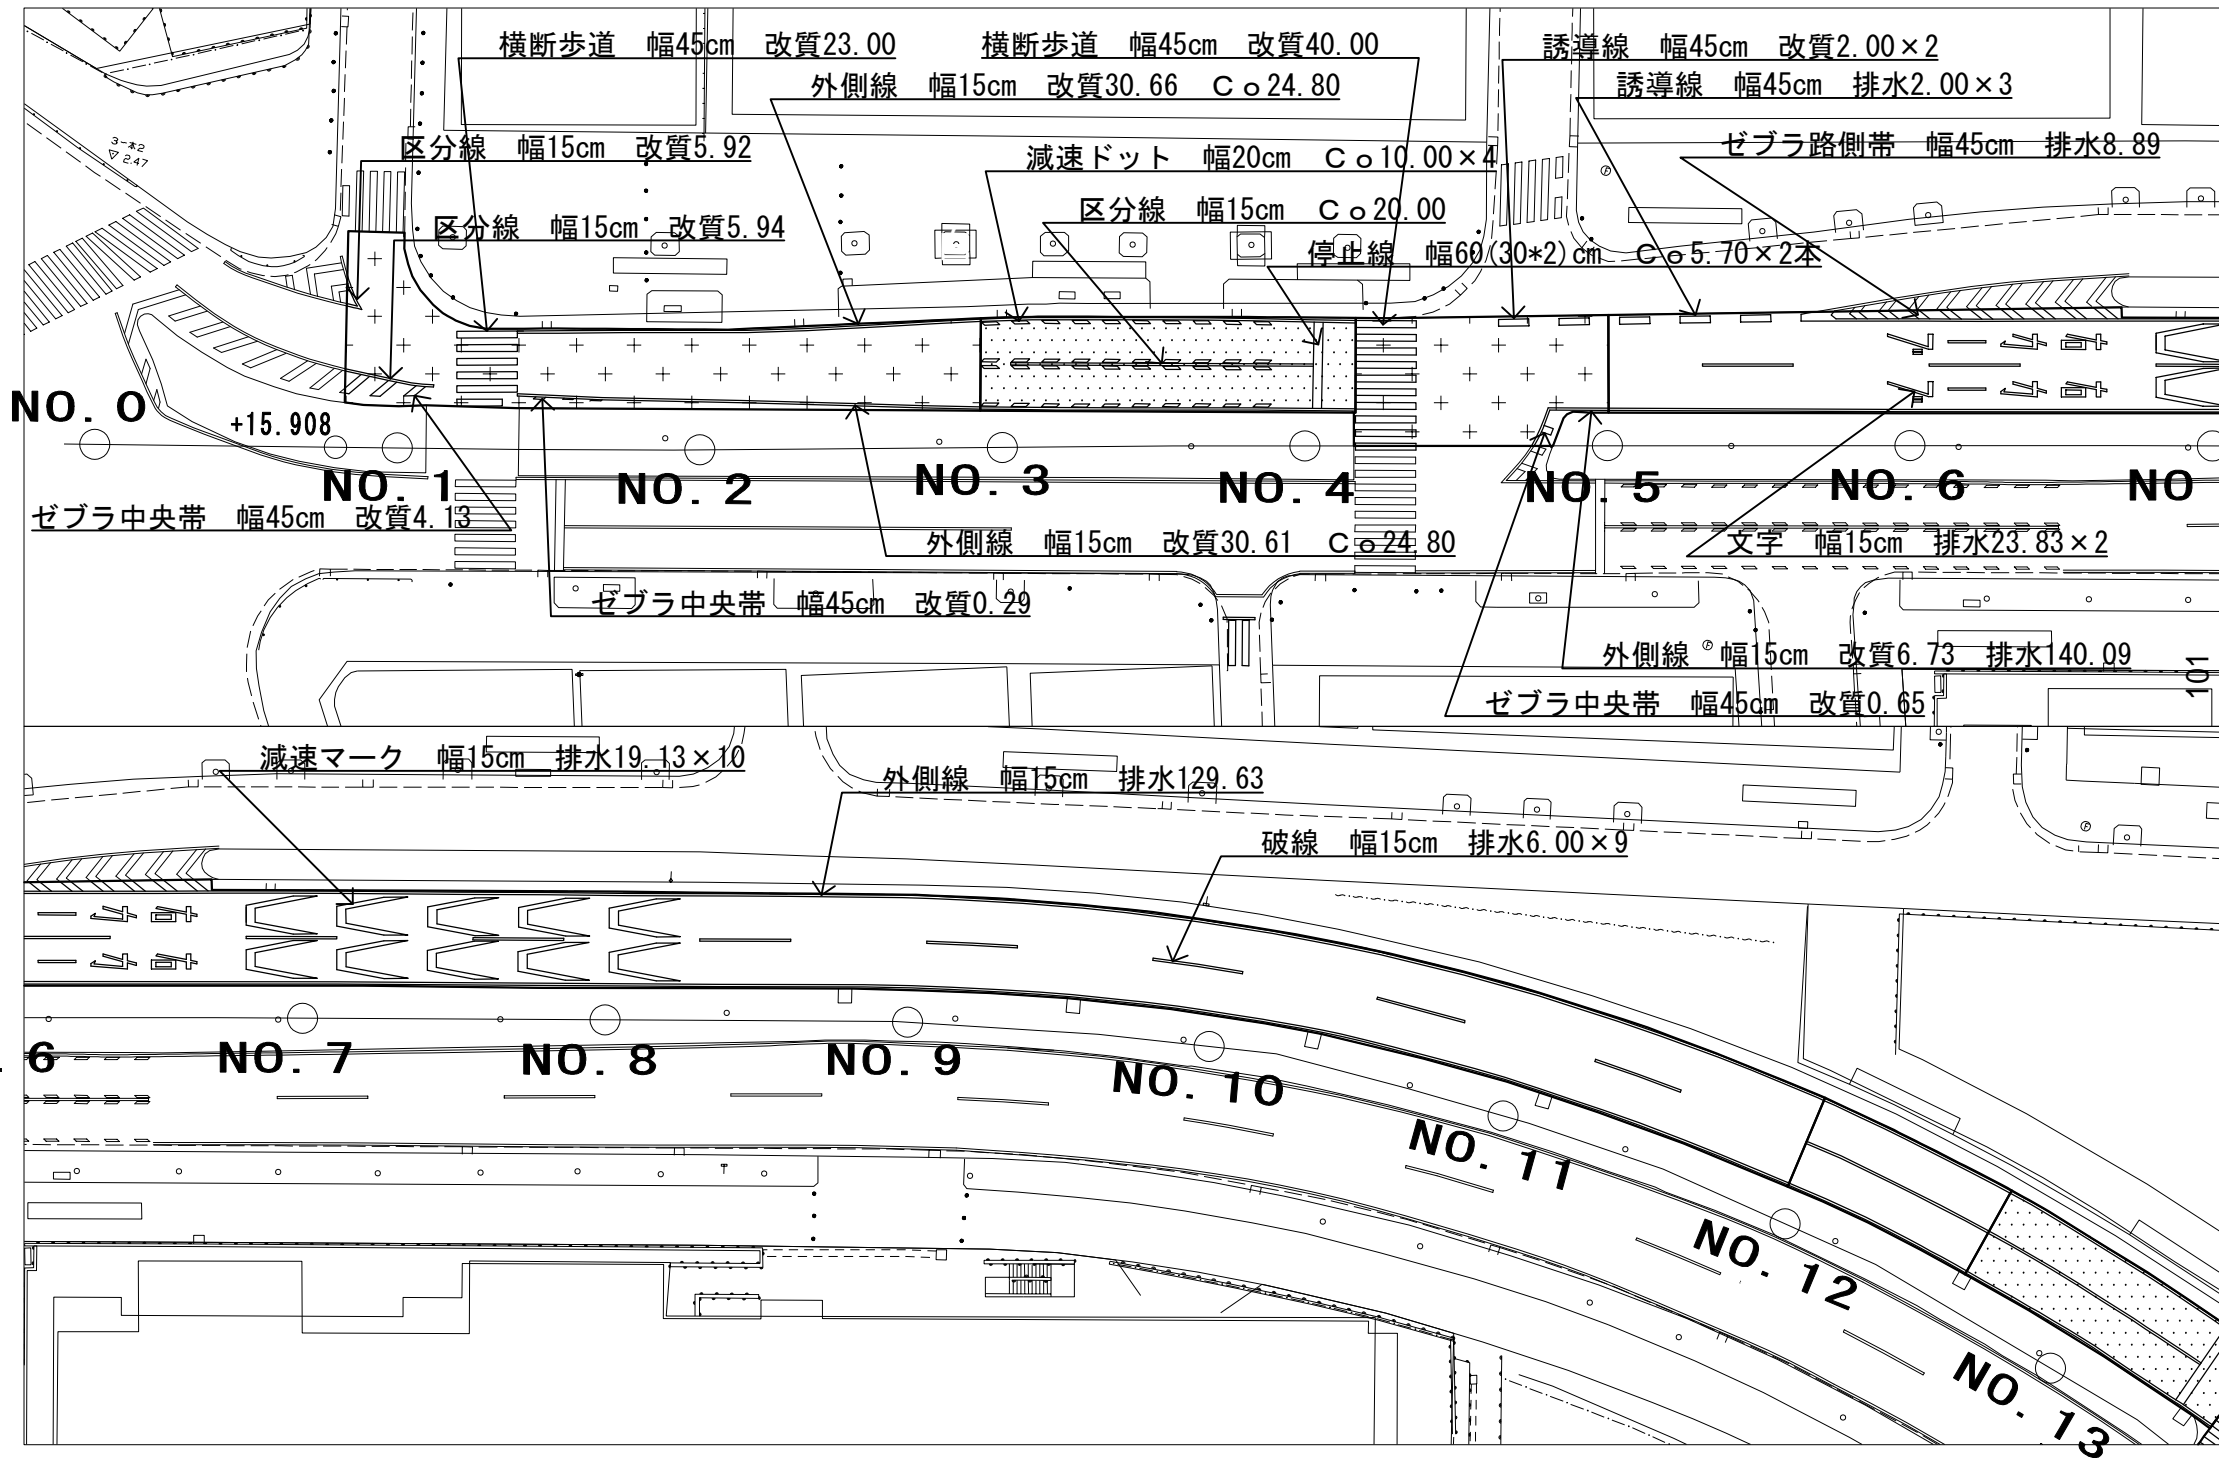 横断歩道　幅45cm　改質23.00
横断歩道　幅45cm　改質40.00
誘導線　幅45cm　改質2.00×2
外側線　幅15cm　改質30.66　Ｃｏ24.80
誘導線　幅45cm　排水2.00×3
区分線　幅15cm　改質5.92
減速ドット　幅20cm　Ｃｏ10.00×4
ゼブラ路側帯　幅45cm　排水8.89
3-本2
▽ 2.47
区分線　幅15cm　改質5.94
区分線　幅15cm　Ｃｏ20.00
停止線　幅60(30*2)cm　Ｃｏ5.70×2本
NO. 0
+15.908
NO. 1
NO. 2
NO. 3
NO. 4
NO. 5
NO. 6
NO
ゼブラ中央帯　幅45cm　改質4.13
外側線　幅15cm　改質30.61　Ｃｏ24.80
文字　幅15cm　排水23.83×2
ゼブラ中央帯　幅45cm　改質0.29
外側線　幅15cm　改質6.73　排水140.09
101
ゼブラ中央帯　幅45cm　改質0.65
減速マーク　幅15cm　排水19.13×10
外側線　幅15cm　排水129.63
破線　幅15cm　排水6.00×9
. 6
NO. 7
NO. 8
NO. 9
NO. 10
NO. 11
NO. 12
NO. 13